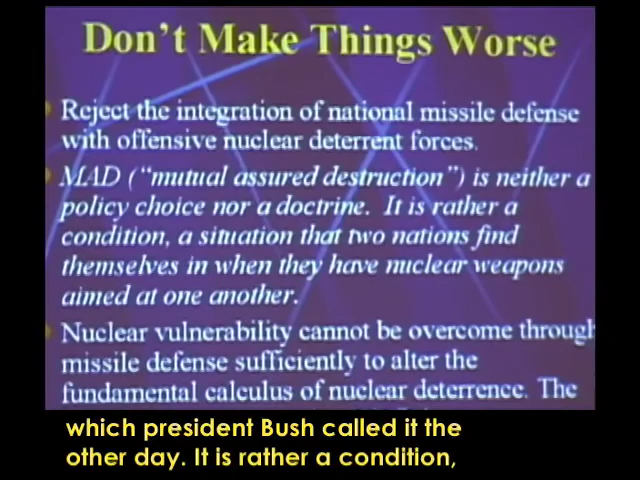 Don't Make Things Worse
Reject the integration of national missile defense
with offensive nuclear deterrent forces.
MAD ("mutual assured destruction") is neither a
policy choice nor a doctrine. It is rather a
condition, a situation that two nations find
themselves in when they have nuclear weapons
aimed at one another.
Nuclear vulnerability cannot be overcome through
missile defense sufficiently to alter the
fundamental calculus of nuclear deterrence. The
which president Bush called it the
other day. It is rather a condition,